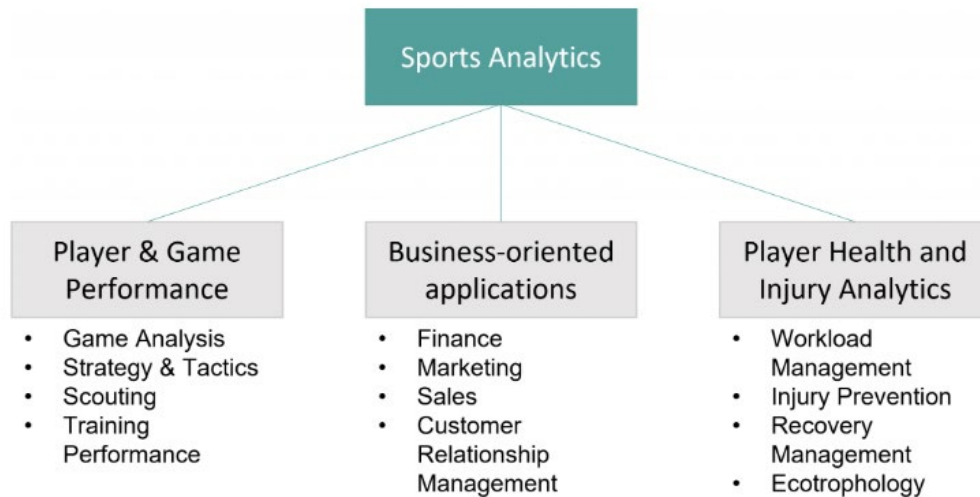 Sports Analytics
Player & Game
Performance
• Game Analysis
• Strategy & Tactics
• Scouting
• Training
Performance
Business-oriented
applications
• Finance
• Marketing
• Sales
• Customer
Relationship
Management
Player Health and
Injury Analytics
• Workload
Management
• Injury Prevention
• Recovery
Management
• Ecotrophology